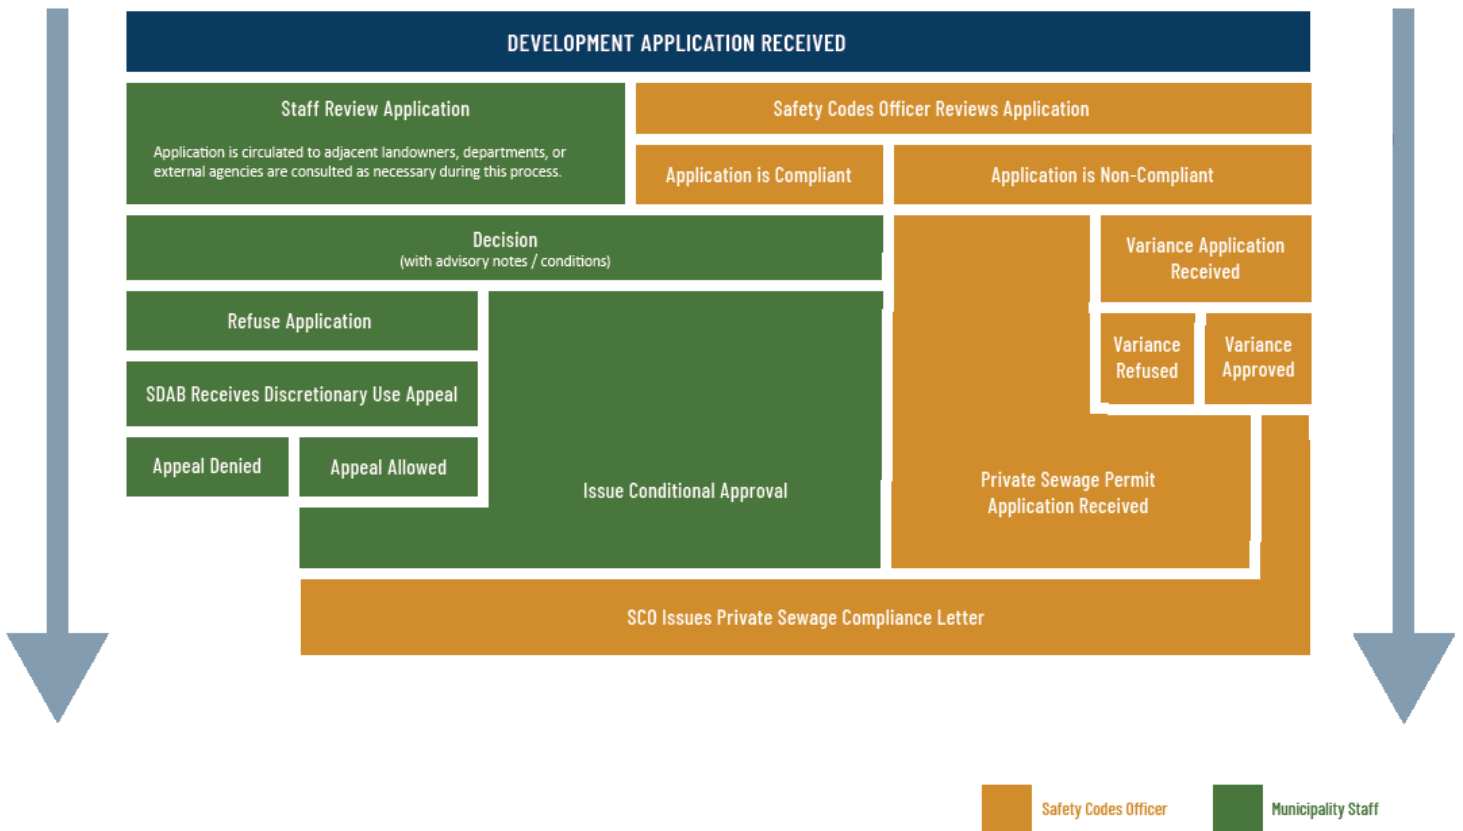 DEVELOPMENT APPLICATION RECEIVED
Staff Review Application
Application is circulated to adjacent landowners, departments, or
external agencies are consulted as necessary during this process.
Safety Codes Officer Reviews Application
Application is Compliant
Application is Non-Compliant
Decision
(with advisory notes / conditions)
Variance Application
Received
Refuse Application
Variance
Refused
Variance
Approved
SDAB Receives Discretionary Use Appeal
Appeal Denied
Appeal Allowed
Issue Conditional Approval
Private Sewage Permit
Application Received
SCO Issues Private Sewage Compliance Letter
Safety Codes Officer
Municipality Staff